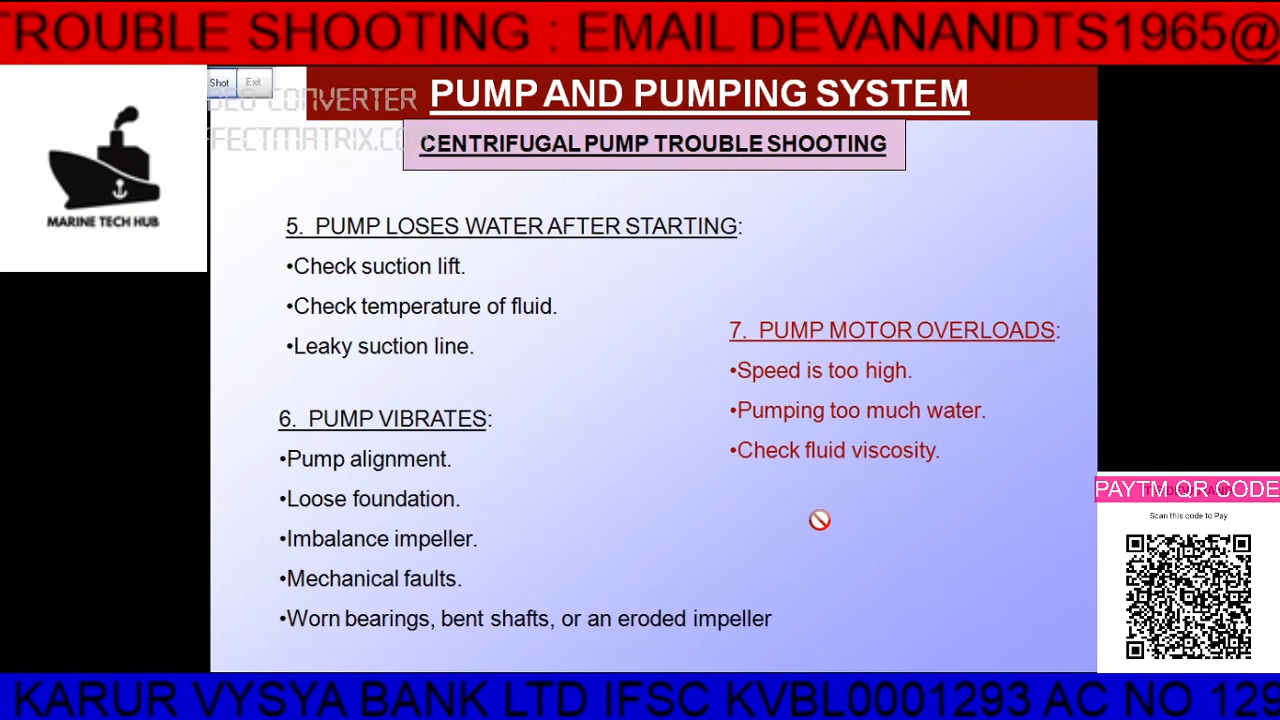 TROUBLE SHOOTING : EMAIL DEVANANDTS1965@
Shot Exit
PUMP AND PUMPING SYSTEM
CONVERTER
CENTRIFUGAL PUMP TROUBLE SHOOTING
MARINE TECH HUB
5. PUMP LOSES WATER AFTER STARTING:
•Check suction lift.
•Check temperature of fluid.
•Leaky suction line.
6. PUMP VIBRATES:
•Pump alignment.
•Loose foundation.
•Imbalance impeller.
•Mechanical faults.
•Worn bearings, bent shafts, or an eroded impeller
7. PUMP MOTOR OVERLOADS:
•Speed is too high.
•Pumping too much water.
•Check fluid viscosity.
PAYTM QR CODE
Scan this code to Pay
KARUR VYSYA BANK LTD IFSC KVBL0001293 AC NO 129